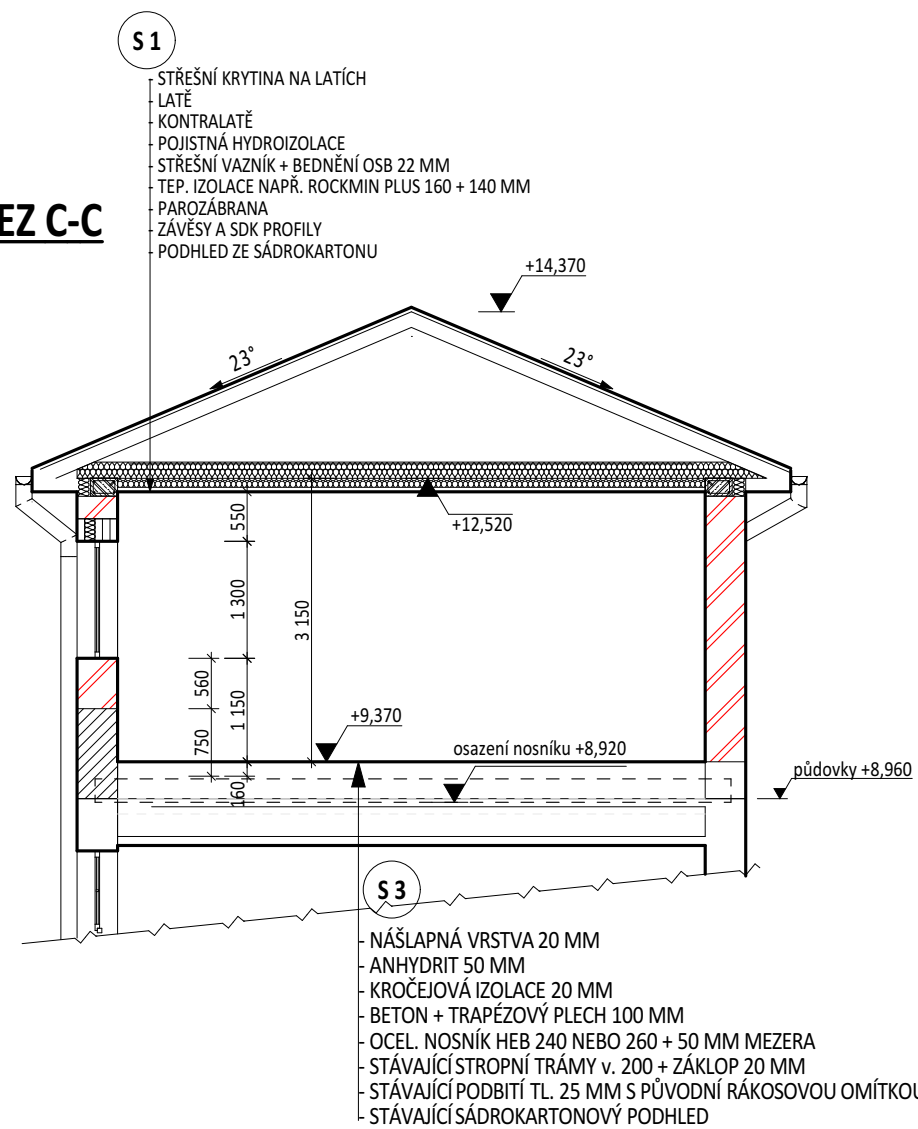 S 1
- STŘEŠNÍ KRYTINA NA LATÍCH
- LATĚ
- KONTRALATĚ
- POJISTNÁ HYDROIZOLACE
- STŘEŠNÍ VAZNÍK + BEDNĚNÍ OSB 22 MM
- TEP. IZOLACE NAPŘ. ROCKMIN PLUS 160 + 140 MM
- PAROZÁBRANA
- ZÁVĚSY A SDK PROFILY
- PODHLED ZE SÁDROKARTONU
EZ C-C
+14,370
23°
23°
+12,520
550
1 300
3 150
560
1 150
750
160
+9,370
osazení nosníku +8,920
půdovky +8,960
S 3
- NÁŠLAPNÁ VRSTVA 20 MM
- ANHYDRIT 50 MM
- KROČEJOVÁ IZOLACE 20 MM
- BETON + TRAPÉZOVÝ PLECH 100 MM
- OCEL. NOSNÍK HEB 240 NEBO 260 + 50 MM MEZERA
- STÁVAJÍCÍ STROPNÍ TRÁMY v. 200 + ZÁKLOP 20 MM
- STÁVAJÍCÍ PODBITÍ TL. 25 MM S PŮVODNÍ RÁKOSOVOU OMÍTKOU
- STÁVAJÍCÍ SÁDROKARTONOVÝ PODHLED